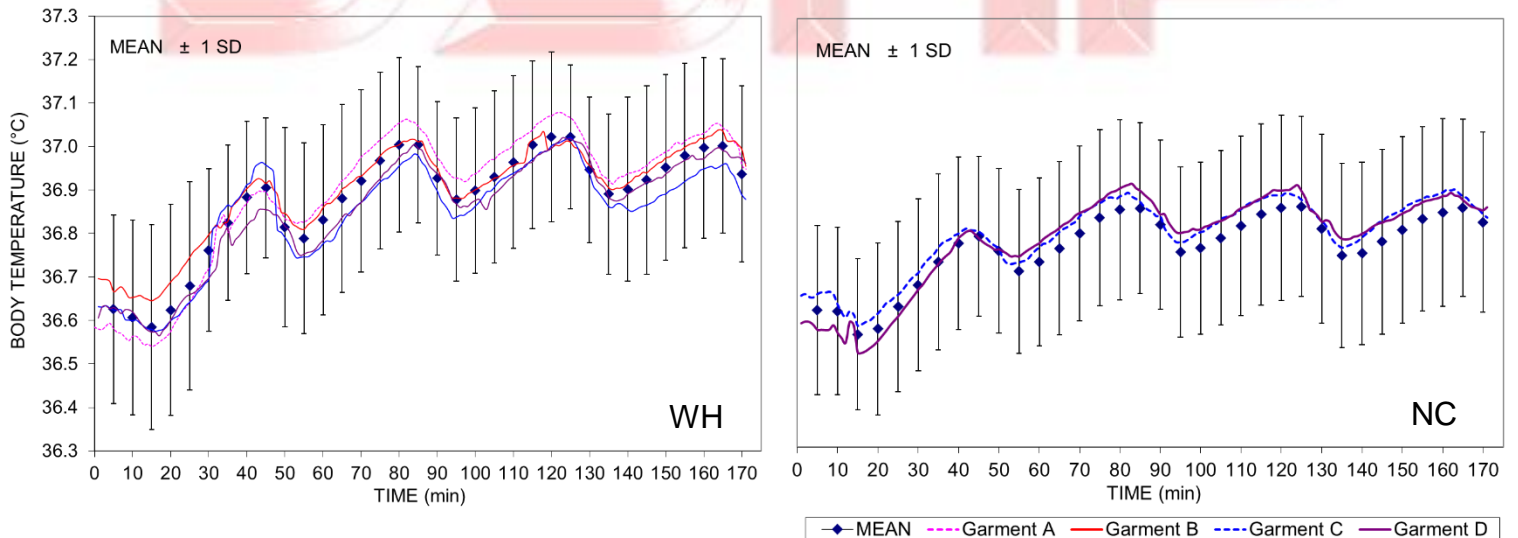 MEAN ± 1 SD
BODY TEMPERATURE (°C)
37.3
37.2
37.1
37.0
36.9
36.8
36.7
36.6
36.5
36.4
36.3
WH
0 10 20 30 40 50 60 70 80 90 100 110 120 130 140 150 160 170
TIME (min)
MEAN ± 1 SD
NC
0 10 20 30 40 50 60 70 80 90 100 110 120 130 140 150 160 170
TIME (min)
MEAN Garment A Garment B Garment C Garment D